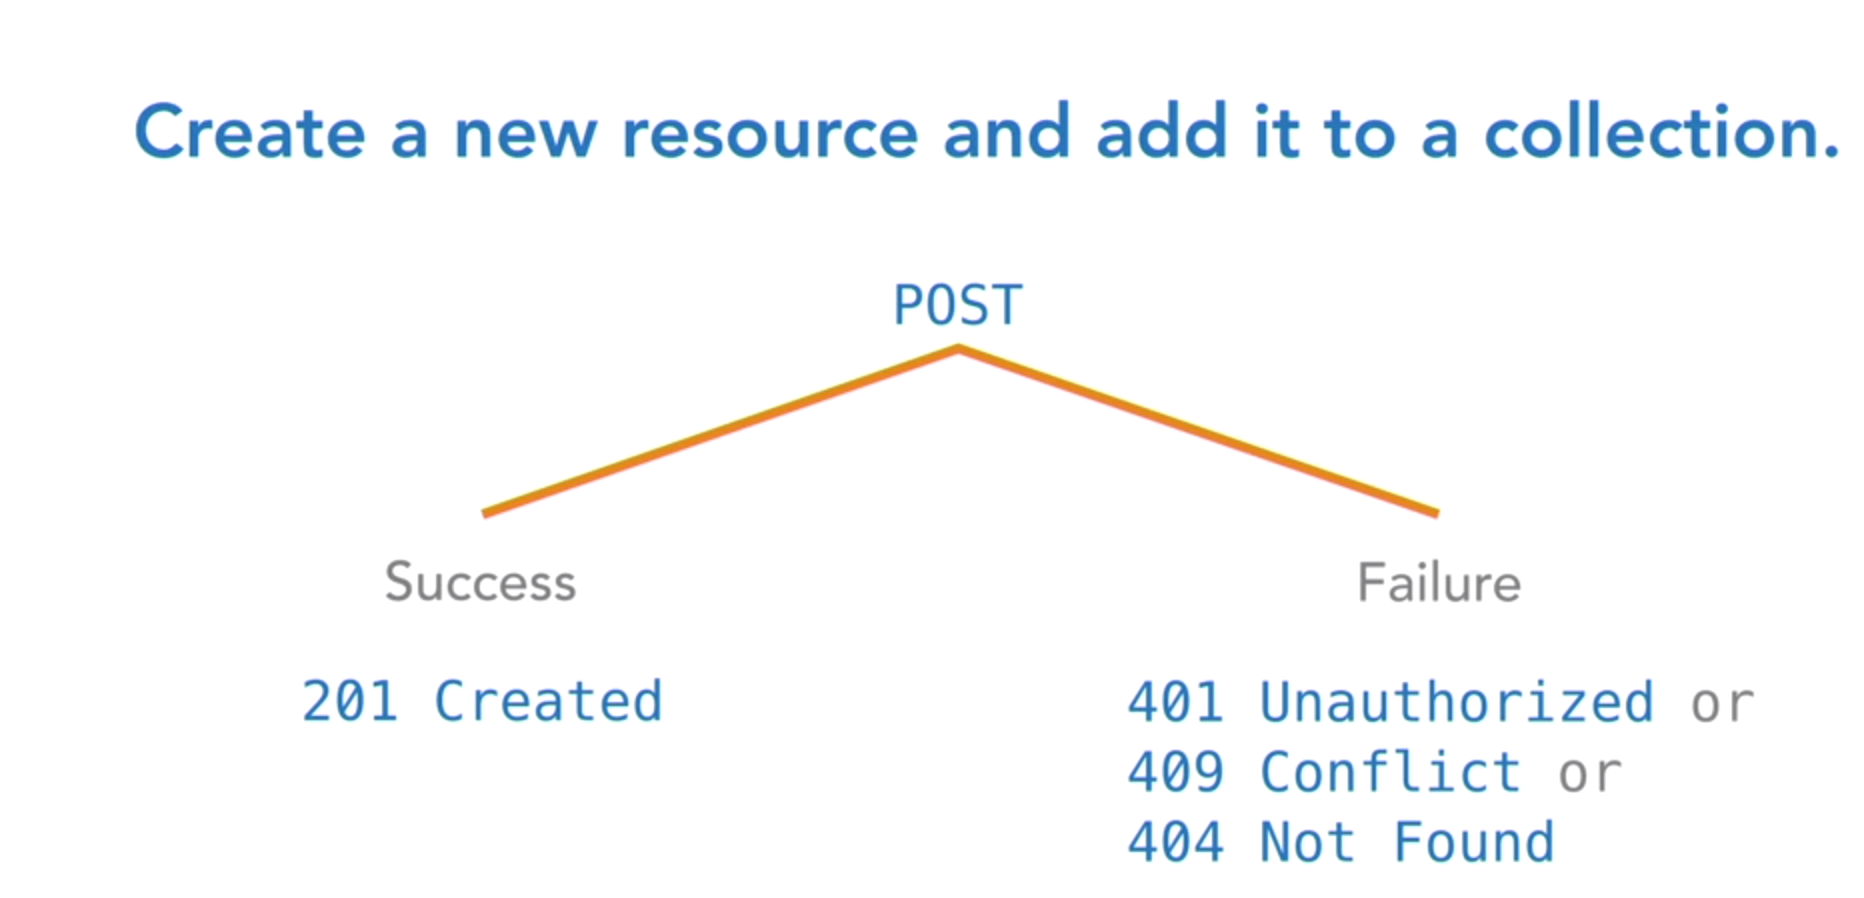 Create a new resource and add it to a collection.
POST
Success
Failure
201 Created
401 Unauthorized or
409 Conflict or
404 Not Found